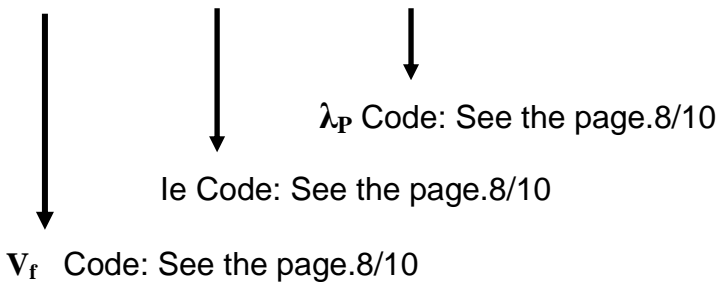 λP Code: See the page.8/10
Ie Code: See the page.8/10
Vf Code: See the page.8/10